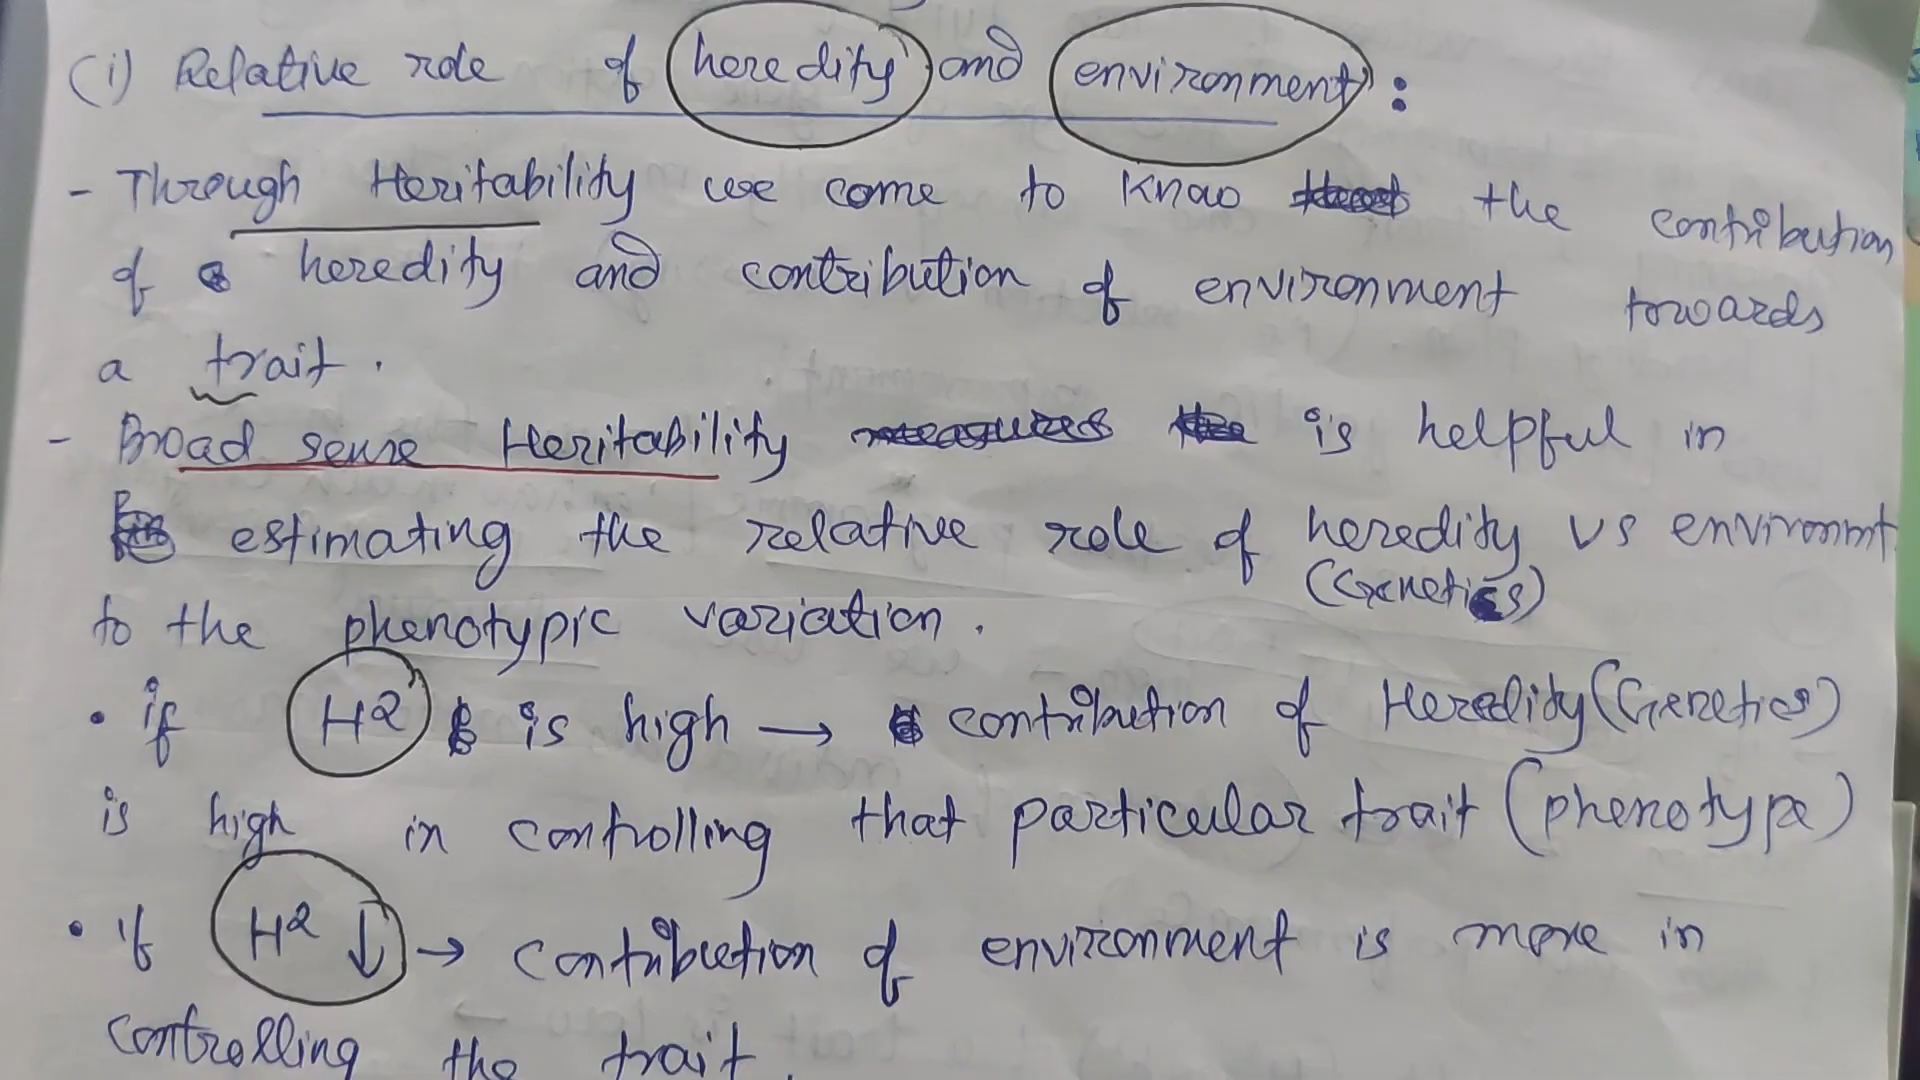 (i) Relative role of heredity and environment :
- Through Heritability we come to know the contribution
of heredity and contribution of environment towards
a trait.
- Broad sense Heritability is helpful in
estimating the relative role of heredity vs environmt
(Genetics)
to the phenotypic variation.
• if H2 is high → contribution of Heredity (Genetics)
is high in controlling that particular trait (phenotype)
• if H2 ↓ → contribution of environment is more in
controlling the trait.